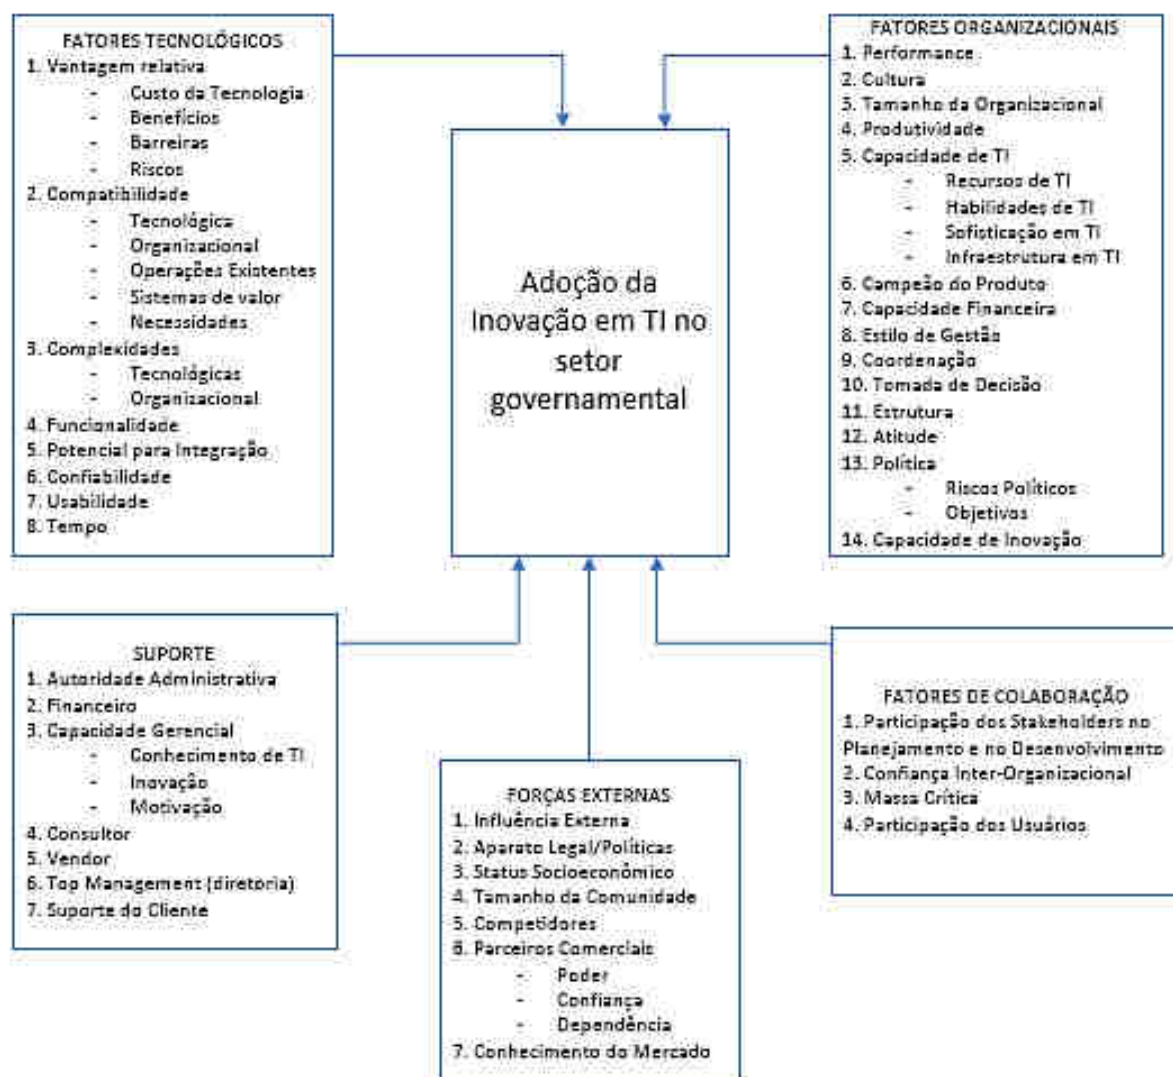 FATORES TECNOLÓGICOS
1. Vantagem relativa
- Custo da Tecnologia
- Benefícios
- Barreiras
- Riscos
2. Compatibilidade
- Tecnológica
- Organizacional
- Operações Existentes
- Sistemas de valor
- Necessidades
3. Complexidades
- Tecnológicas
- Organizacional
4. Funcionalidade
5. Potencial para Integração
6. Confiabilidade
7. Usabilidade
8. Tempo
Adoção da
Inovação em TI no
setor
governamental
FATORES ORGANIZACIONAIS
1. Performance
2. Cultura
3. Tamanho da Organizacional
4. Produtividade
5. Capacidade de TI
- Recursos de TI
- Habilidades de TI
- Sofisticação em TI
- Infraestrutura em TI
6. Campeão do Produto
7. Capacidade Financeira
8. Estilo de Gestão
9. Coordenação
10. Tomada de Decisão
11. Estrutura
12. Atitude
13. Política
- Riscos Políticos
- Objetivos
14. Capacidade de Inovação
SUPORTE
1. Autoridade Administrativa
2. Financeiro
3. Capacidade Gerencial
- Conhecimento de TI
- Inovação
- Motivação
4. Consultor
5. Vendor
6. Top Management (diretoria)
7. Suporte do Cliente
FORÇAS EXTERNAS
1. Influência Externa
2. Aparato Legal/Políticas
3. Status Socioeconômico
4. Tamanho da Comunidade
5. Competidores
6. Parceiros Comerciais
- Poder
- Confiança
- Dependência
7. Conhecimento do Mercado
FATORES DE COLABORAÇÃO
1. Participação dos Stakeholders no
Planejamento e no Desenvolvimento
2. Confiança Inter-Organizacional
3. Massa Crítica
4. Participação dos Usuários